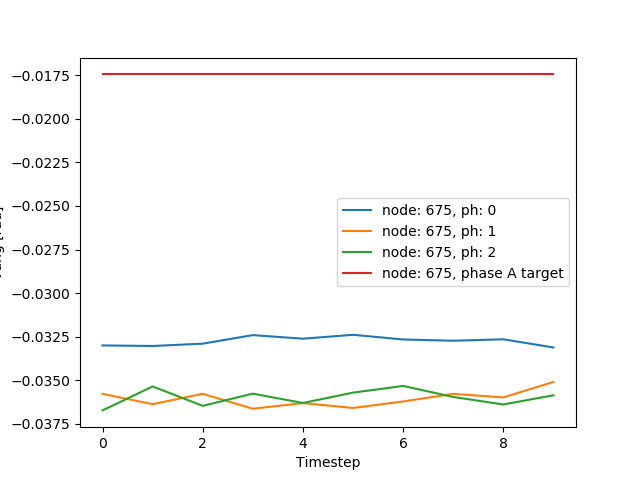 −0.0175
−0.0200
−0.0225
−0.0250
−0.0275
−0.0300
−0.0325
−0.0350
−0.0375
node: 675, ph: 0
node: 675, ph: 1
node: 675, ph: 2
node: 675, phase A target
0 2 4 6 8
Timestep